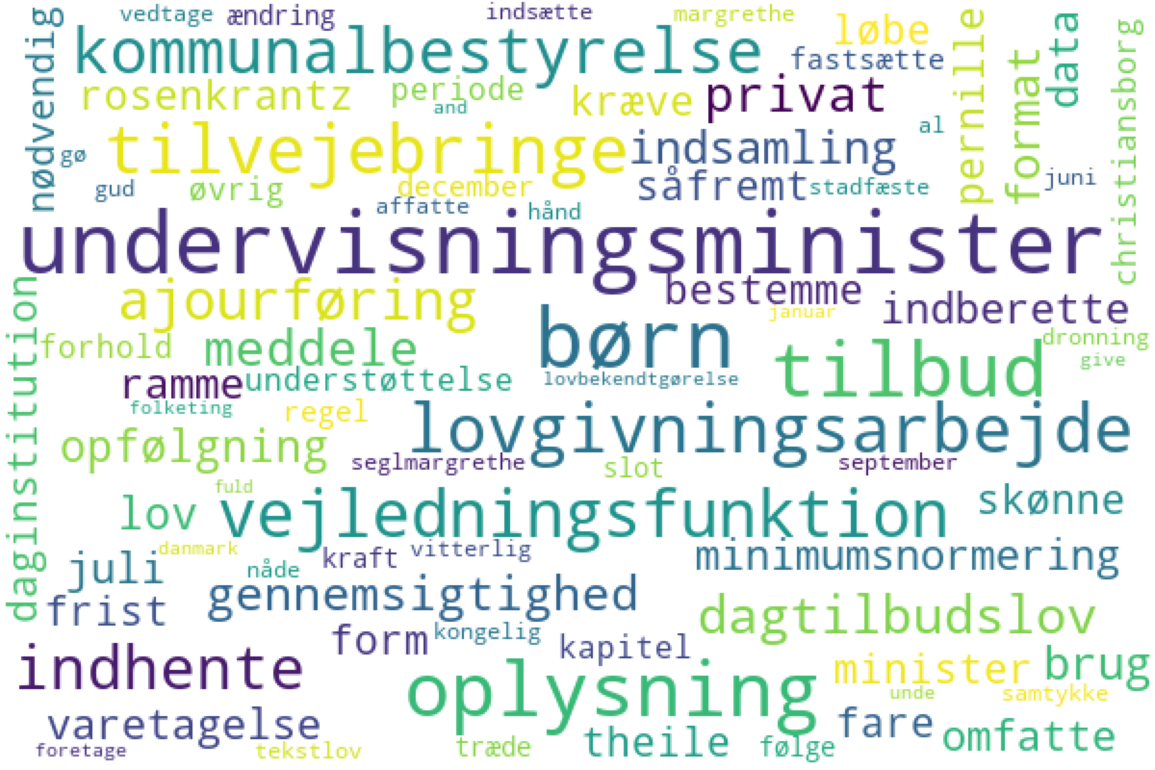 vedtage ændring indsætte margrethe løbe pernille data christiansborg
nødvendig kommunalbestyrelse fastsætte format
rosenkrantz periode and kræve privat
gø tilvejebringe indsamling al
gud øvrig december såfremt stadfæste juni
affatte hånd
undervisningsminister
ajourføring bestemme indberette
daginstitution børn januar
forhold meddele tilbud dronning give
ramme understøttelse lovbekendtgørelse
folketing regel lovgivningsarbejde
opfølgning seglmargrethe slot september
fuld lov vejledningsfunktion skønne
danmark kraft vitterlig minimumsnormering
juli nåde
frist gennemsigtighed dagtilbudslov
form kongelig kapitel
indhente oplysning minister brug
varetagelse unde samtykke
foretage tekstlov træde theile følge fare omfatte